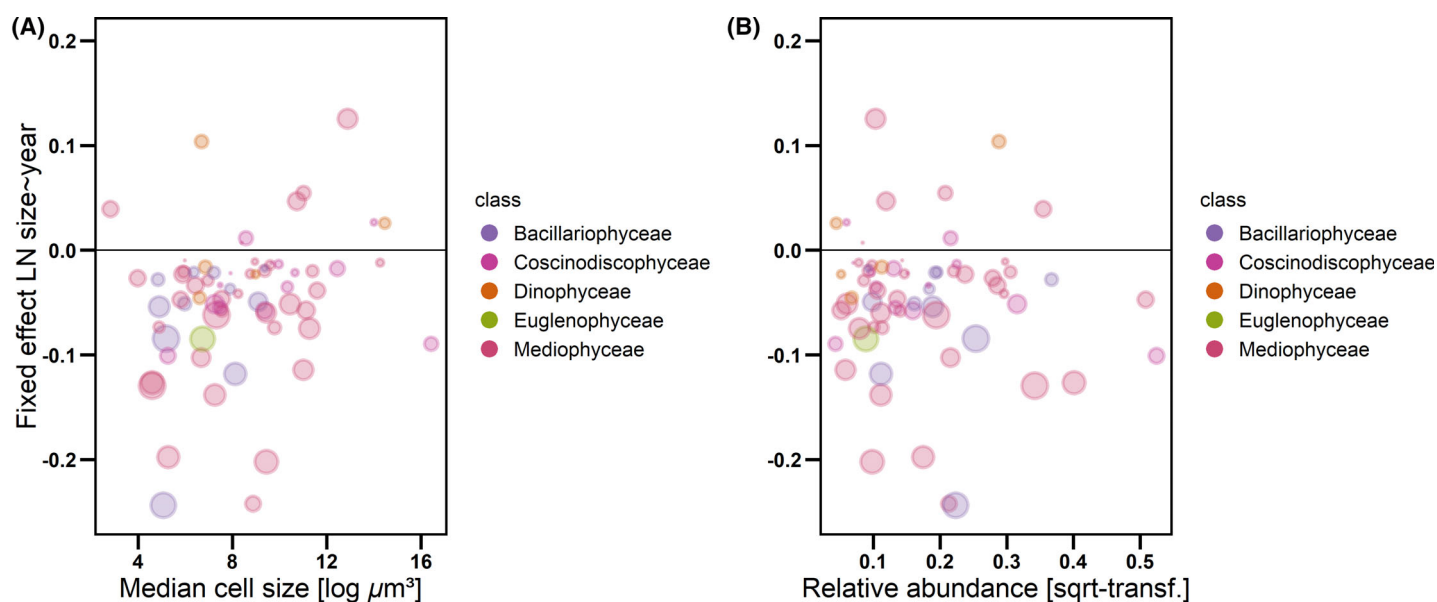 (A)
Fixed effect LN size~year
0.2
0.1
0.0
-0.1
-0.2
4 8 12 16
Median cell size [log µm³]
class
Bacillariophyceae
Coscinodiscophyceae
Dinophyceae
Euglenophyceae
Mediophyceae
(B)
0.2
0.1
0.0
-0.1
-0.2
0.1 0.2 0.3 0.4 0.5
Relative abundance [sqrt-transf.]
class
Bacillariophyceae
Coscinodiscophyceae
Dinophyceae
Euglenophyceae
Mediophyceae